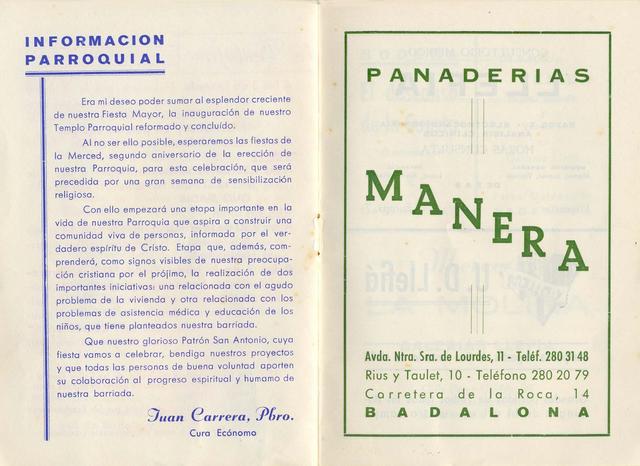 INFORMACION
PARROQUIAL
Era mi deseo poder sumar al esplendor creciente
de nuestra Fiesta Mayor, la inauguración de nuestro
Templo Parroquial reformado y concluído.
Al no ser ello posible, esperaremos las fiestas de
la Merced, segundo aniversario de la erección de
nuestra Parroquia, para esta celebración, que será
precedida por una gran semana de sensibilización
religiosa.
Con ello empezará una etapa importante en la
vida de nuestra Parroquia que aspira a construir una
comunidad viva de personas, informada por el ver-
dadero espíritu de Cristo. Etapa que, además, com-
prenderá, como signos visibles de nuestra preocupa-
ción cristiana por el prójimo, la realización de dos
importantes iniciativas: una relacionada con el agudo
problema de la vivienda y otra relacionada con los
problemas de asistencia médica y educación de los
niños, que tiene planteados nuestra barriada.
Que nuestro glorioso Patrón San Antonio, cuya
fiesta vamos a celebrar, bendiga nuestros proyectos
y que todas las personas de buena voluntad aporten
su colaboración al progreso espiritual y humamo de
nuestra barriada.
Juan Carrera, Pbro.
Cura Ecónomo
PANADERIAS
MANERA
Avda. Ntra. Sra. de Lourdes, 11 - Teléf. 280 31 48
Rius y Taulet, 10 - Teléfono 280 20 79
Corretera de la Roca, 14
BADALONA